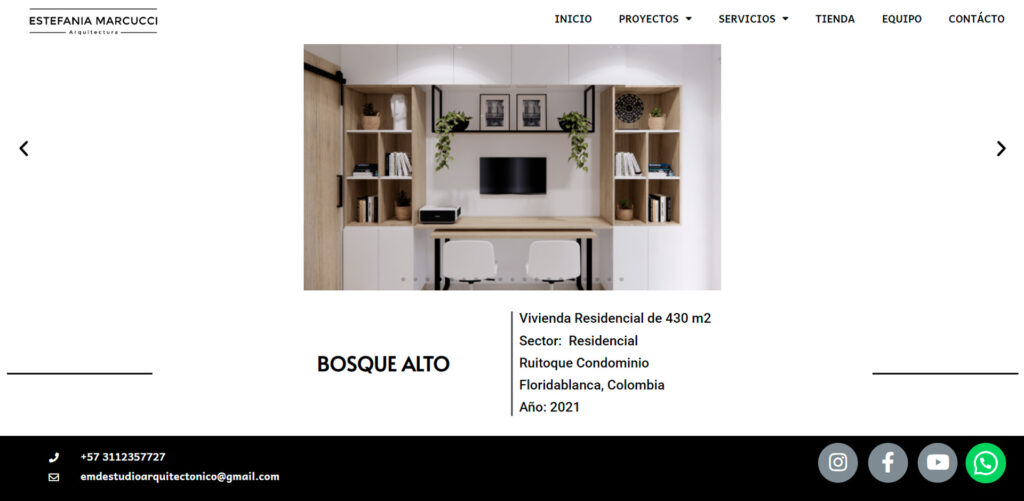 ESTEFANIA MARCUCCI
Arquitectura
INICIO
PROYECTOS
SERVICIOS
TIENDA
EQUIPO
CONTÁCTO
BOSQUE ALTO
Vivienda Residencial de 430 m2
Sector: Residencial
Ruitoque Condominio
Floridablanca, Colombia
Año: 2021
+57 3112357727
emdestudioarquitectonico@gmail.com